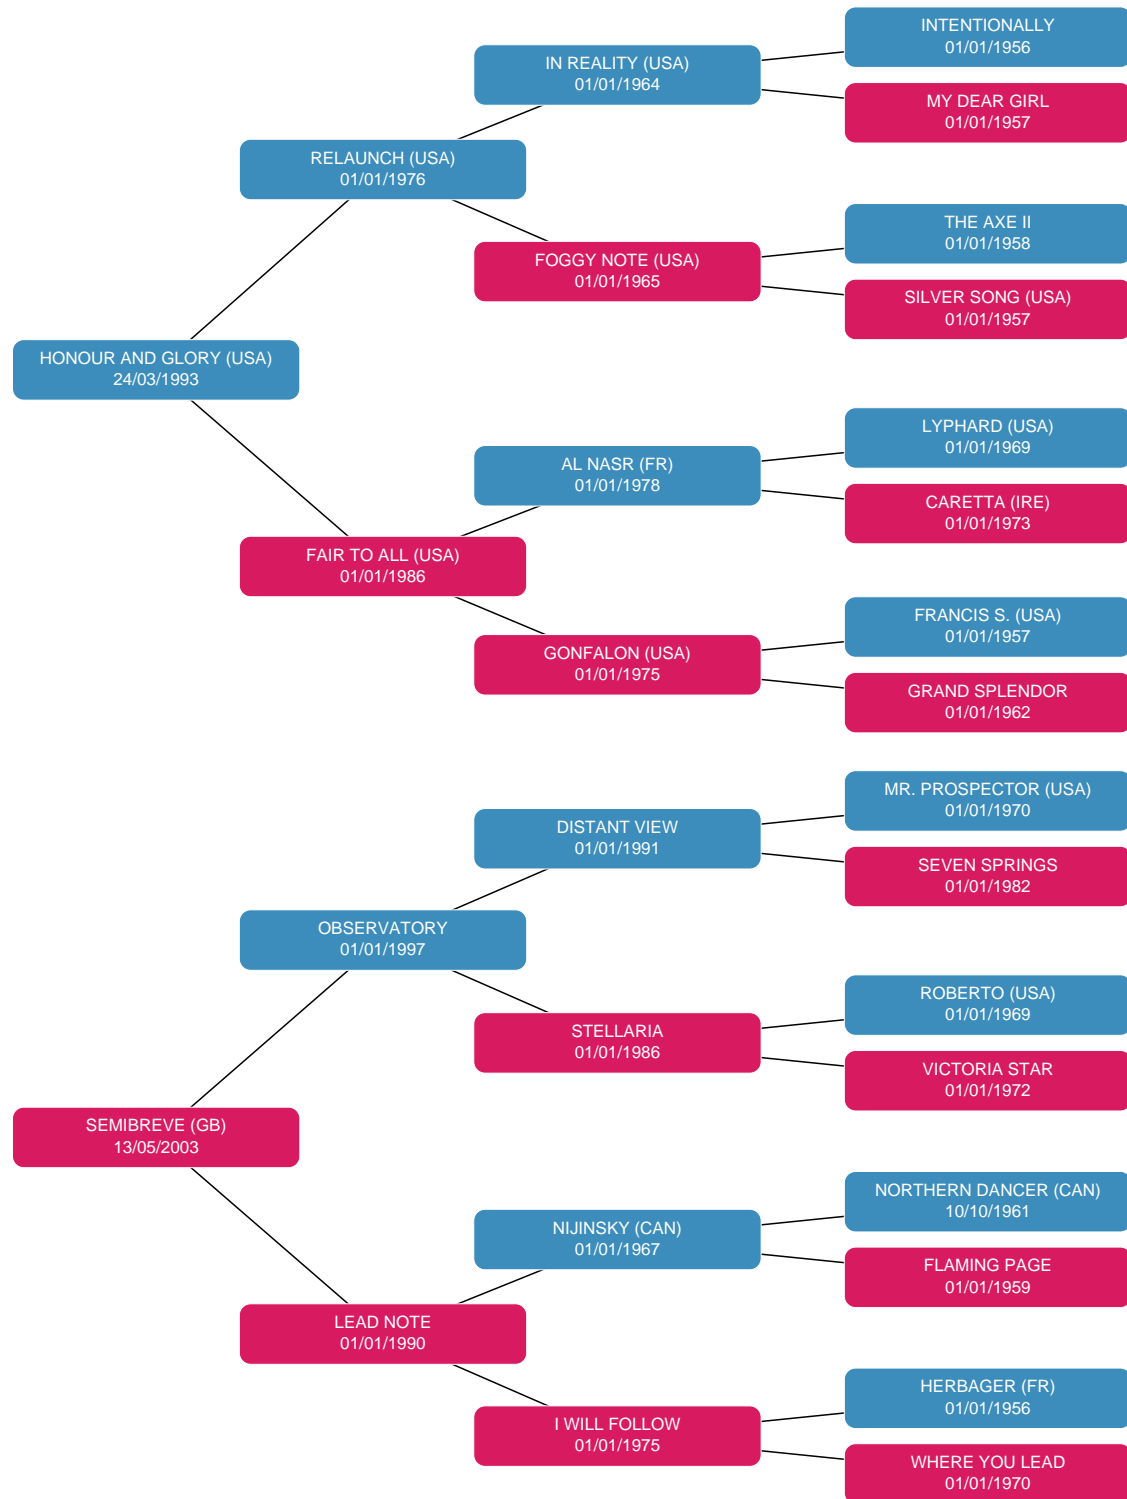 INTENTIONALLY
01/01/1956
IN REALITY (USA)
01/01/1964
MY DEAR GIRL
01/01/1957
RELAUNCH (USA)
01/01/1976
THE AXE II
01/01/1958
FOGGY NOTE (USA)
01/01/1965
SILVER SONG (USA)
01/01/1957
HONOUR AND GLORY (USA)
24/03/1993
LYPHARD (USA)
01/01/1969
AL NASR (FR)
01/01/1978
CARETTA (IRE)
01/01/1973
FAIR TO ALL (USA)
01/01/1986
FRANCIS S. (USA)
01/01/1957
GONFALON (USA)
01/01/1975
GRAND SPLENDOR
01/01/1962
MR. PROSPECTOR (USA)
01/01/1970
DISTANT VIEW
01/01/1991
SEVEN SPRINGS
01/01/1982
OBSERVATORY
01/01/1997
ROBERTO (USA)
01/01/1969
STELLARIA
01/01/1986
VICTORIA STAR
01/01/1972
SEMIBREVE (GB)
13/05/2003
NORTHERN DANCER (CAN)
10/10/1961
NIJINSKY (CAN)
01/01/1967
FLAMING PAGE
01/01/1959
LEAD NOTE
01/01/1990
HERBAGER (FR)
01/01/1956
I WILL FOLLOW
01/01/1975
WHERE YOU LEAD
01/01/1970